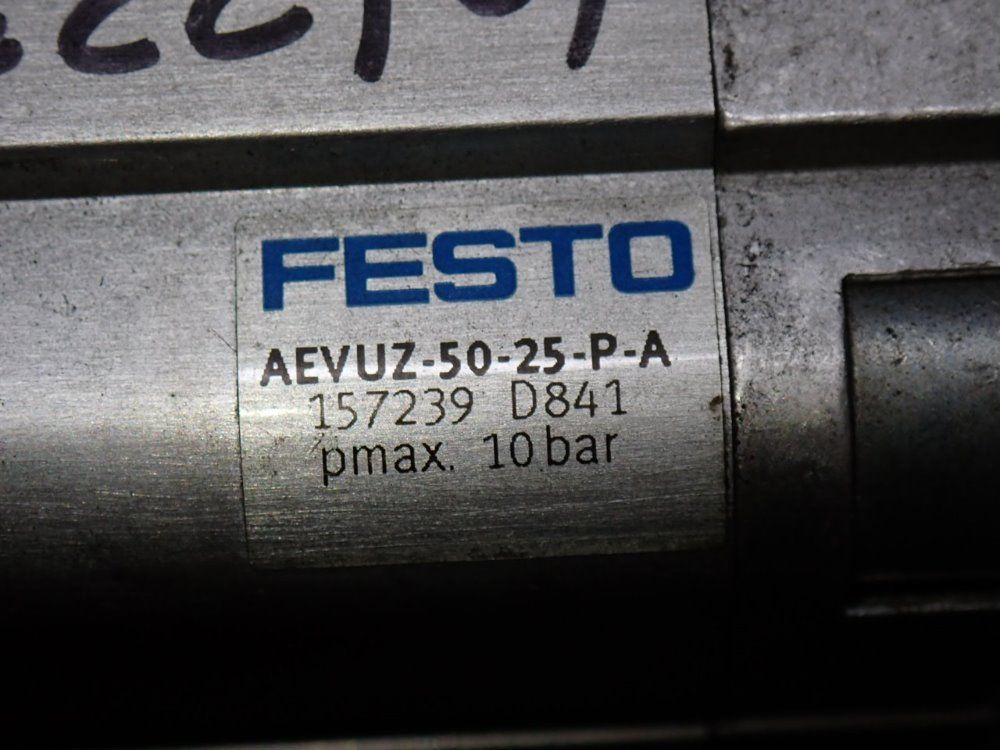 FESTO
AEVUZ-50-25-P-A
157239 D841
pmax. 10 bar